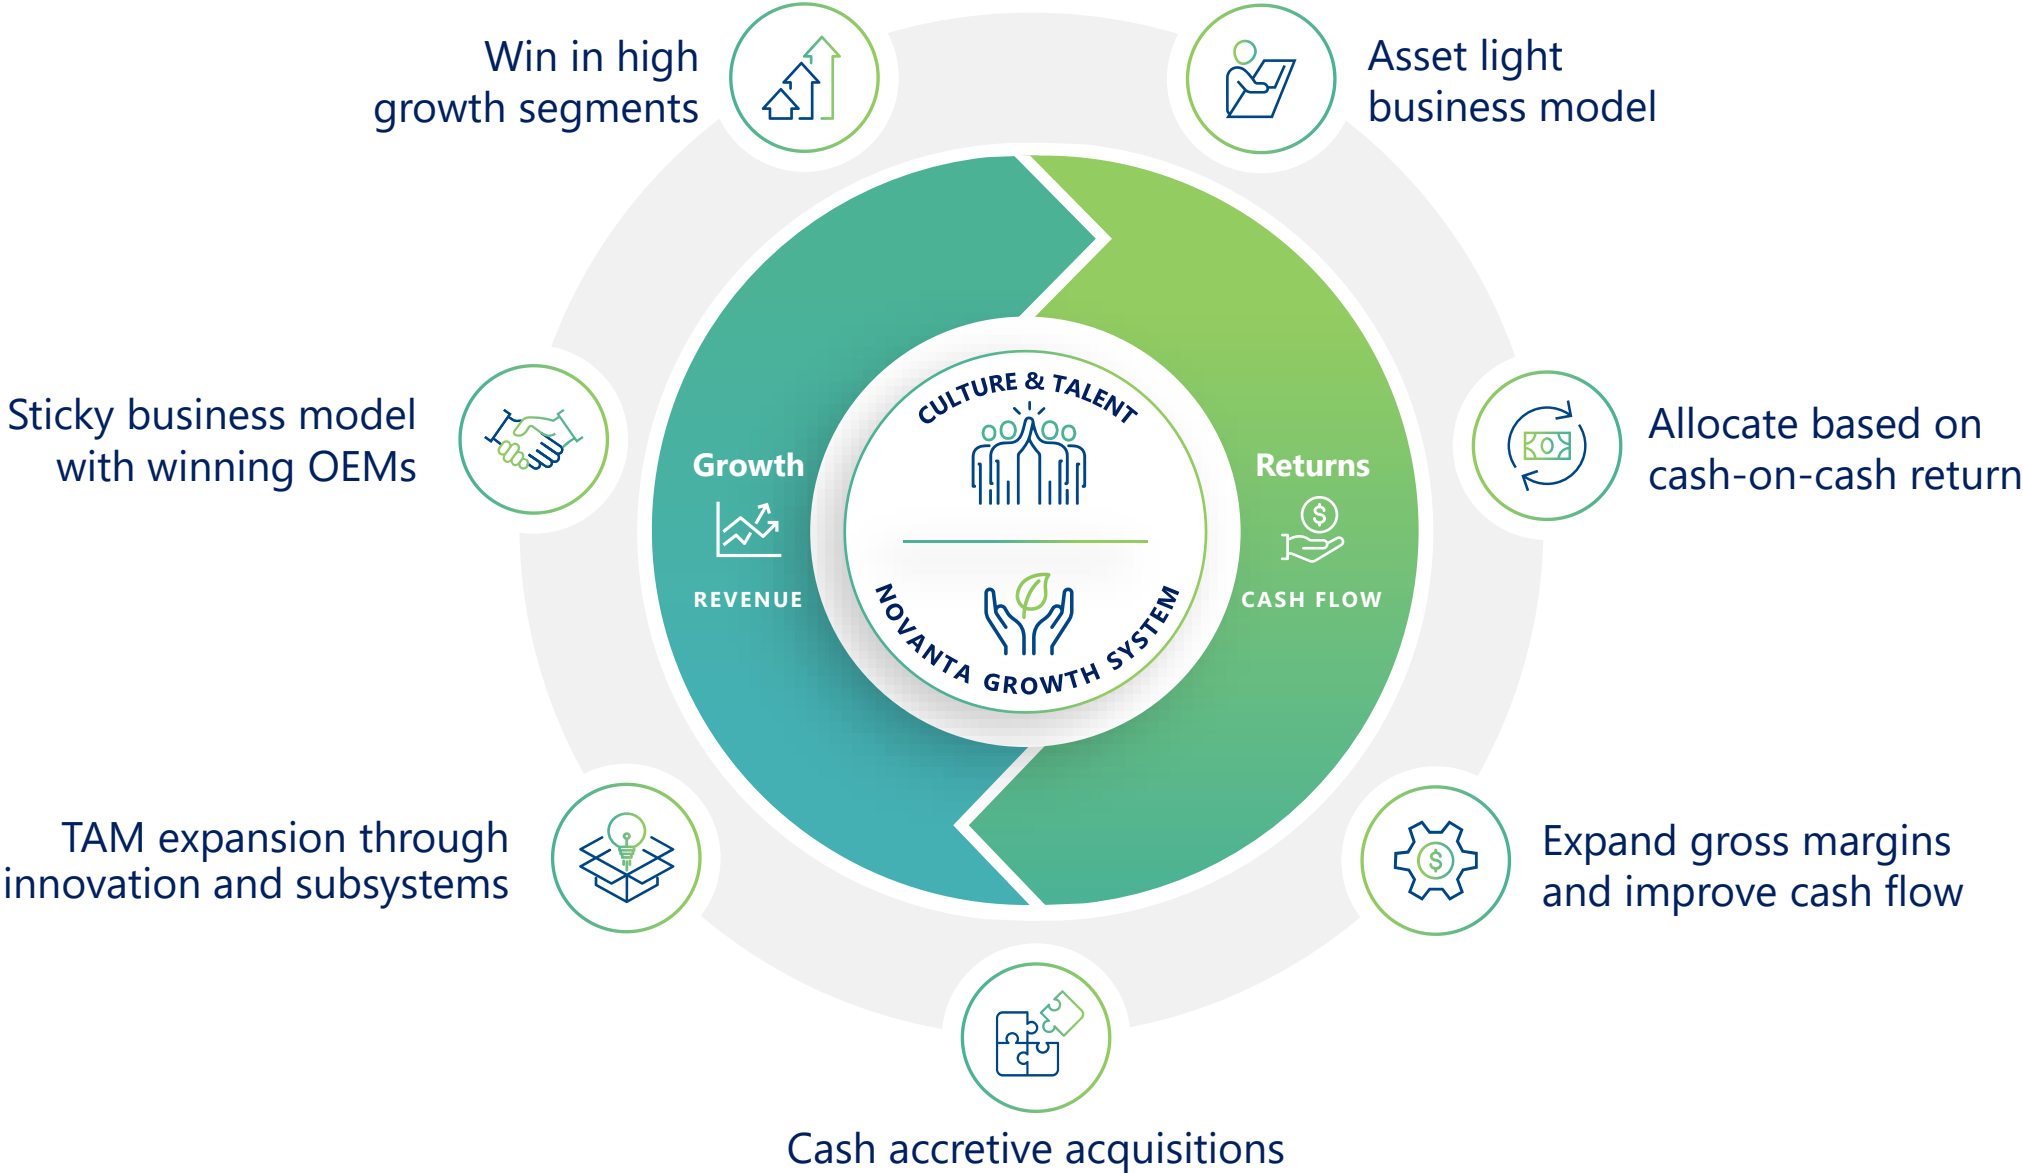 Win in high
growth segments
Asset light
business model
Sticky business model
with winning OEMs
Allocate based on
cash-on-cash return
CULTURE & TALENT
Growth
REVENUE
Returns
$
CASH FLOW
NOVANTA GROWTH SYSTEM
TAM expansion through
innovation and subsystems
$
Expand gross margins
and improve cash flow
Cash accretive acquisitions